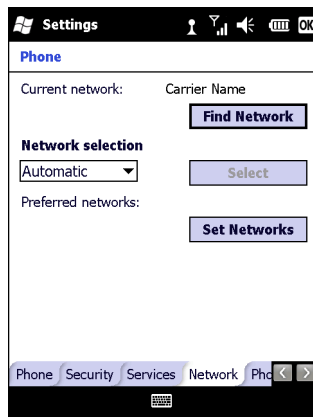 Settings
OK
Phone
Current network: Carrier Name
Find Network
Network selection
Automatic
Select
Preferred networks:
Set Networks
Phone Security Services Network Pho